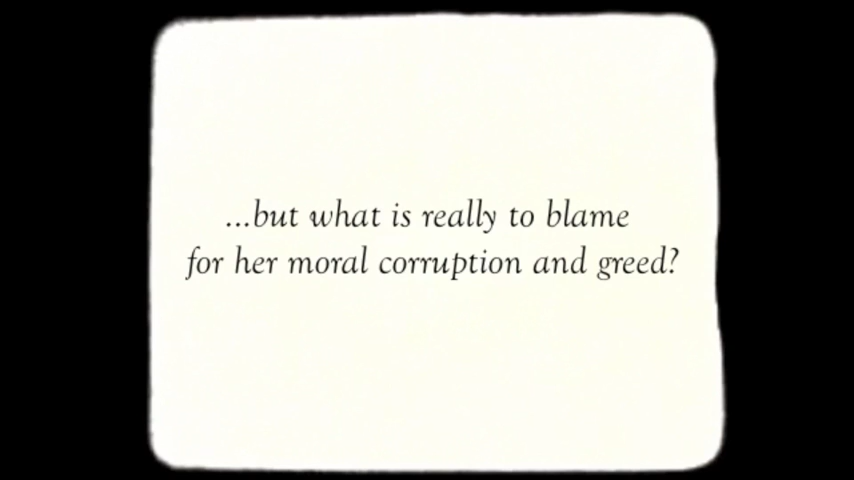 ...but what is really to blame
for her moral corruption and greed?